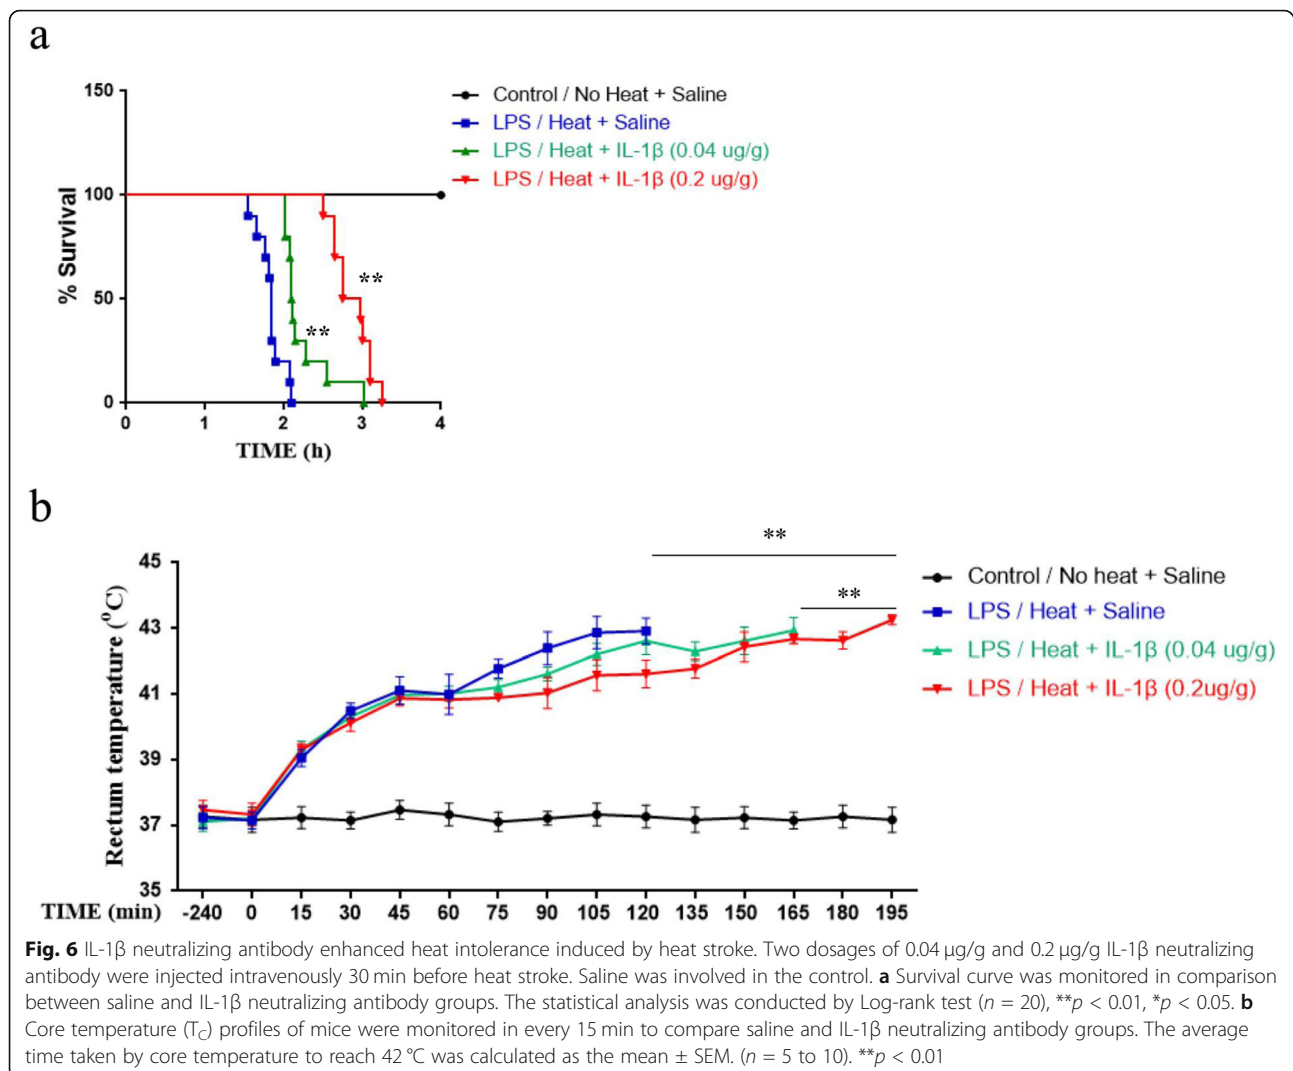 a
150
100
50
0
% Survival
0 1 2 3 4
TIME (h)
**
**
Control / No Heat + Saline
LPS / Heat + Saline
LPS / Heat + IL-1β (0.04 ug/g)
LPS / Heat + IL-1β (0.2 ug/g)
b
45
43
41
39
37
35
Rectum temperature (°C)
TIME (min) -240 0 15 30 45 60 75 90 105 120 135 150 165 180 195
**
**
Control / No heat + Saline
LPS / Heat + Saline
LPS / Heat + IL-1β (0.04 ug/g)
LPS / Heat + IL-1β (0.2ug/g)
Fig. 6 IL-1β neutralizing antibody enhanced heat intolerance induced by heat stroke. Two dosages of 0.04 μg/g and 0.2 μg/g IL-1β neutralizing
antibody were injected intravenously 30 min before heat stroke. Saline was involved in the control. a Survival curve was monitored in comparison
between saline and IL-1β neutralizing antibody groups. The statistical analysis was conducted by Log-rank test (n = 20), **p < 0.01, *p < 0.05. b
Core temperature (TC) profiles of mice were monitored in every 15 min to compare saline and IL-1β neutralizing antibody groups. The average
time taken by core temperature to reach 42 °C was calculated as the mean ± SEM. (n = 5 to 10). **p < 0.01